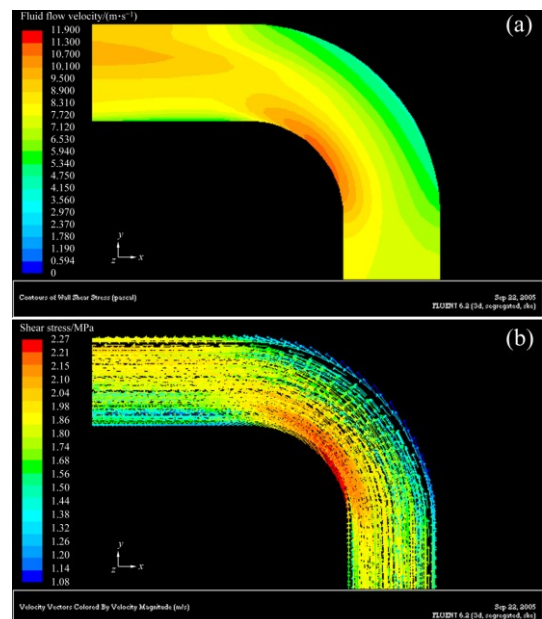 Fluid flow velocity/(m·s⁻¹)
(a)
11.900
11.300
10.700
10.100
9.500
8.900
8.310
7.720
7.120
6.530
5.940
5.340
4.750
4.150
3.560
2.970
2.380
1.780
1.190
0.594
0
y
z
x
Contours of Wall Shear Stress (pascal)
Sep 22, 2005
FLUENT 6.2 (3d, segregated, ske)
Shear stress/MPa
(b)
2.27
2.21
2.15
2.10
2.04
1.98
1.92
1.86
1.80
1.74
1.68
1.56
1.50
1.44
1.38
1.32
1.26
1.20
1.14
1.08
y
z
x
Velocity Vectors Colored By Velocity Magnitude (m/s)
Sep 22, 2005
FLUENT 6.2 (3d, segregated, ske)